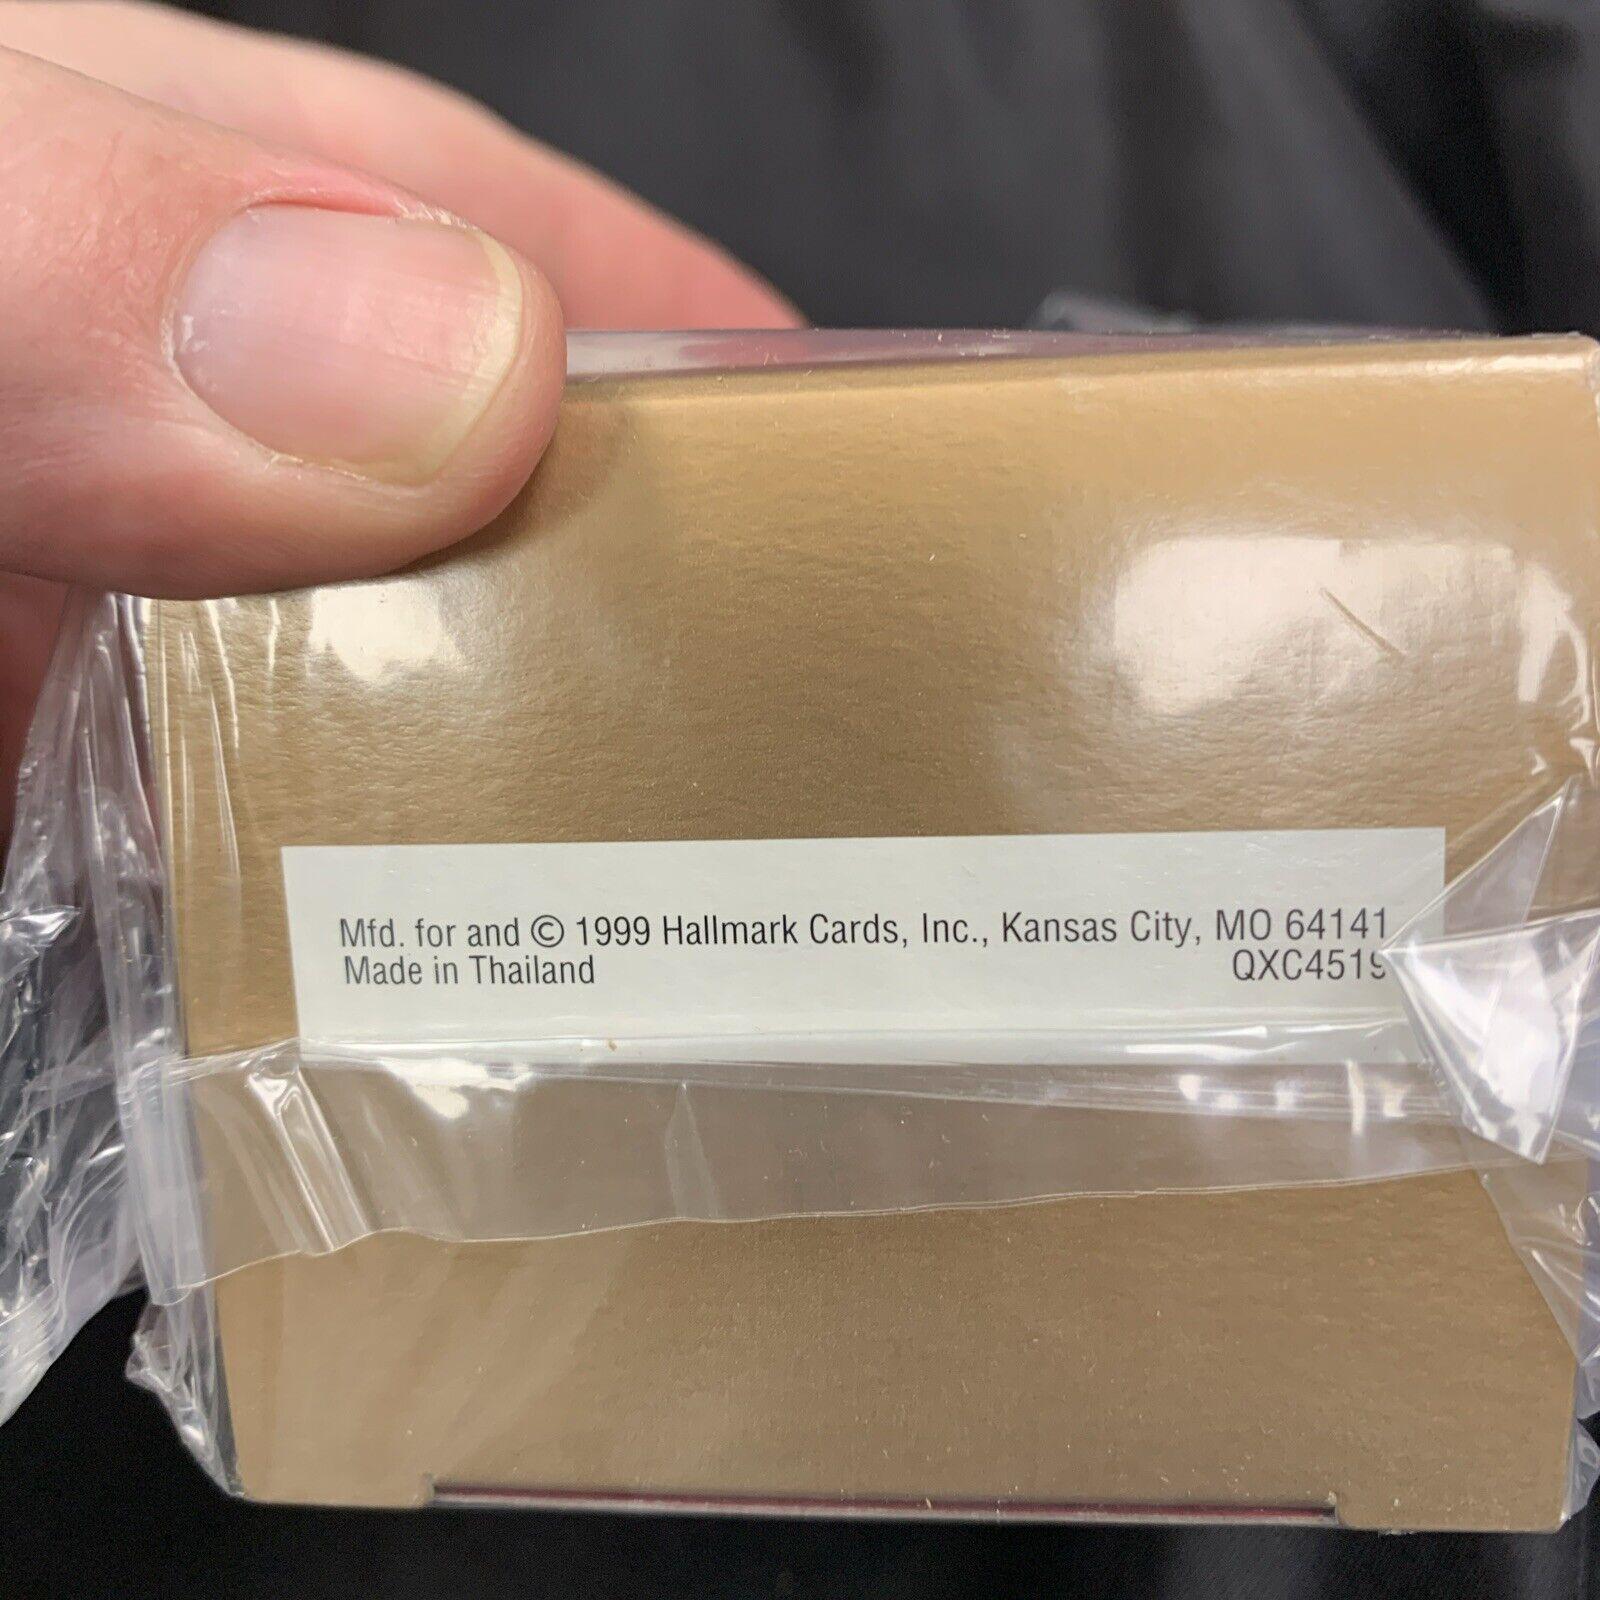 Mfd. for and © 1999 Hallmark Cards, Inc., Kansas City, MO 64141
Made in Thailand
QXC4519